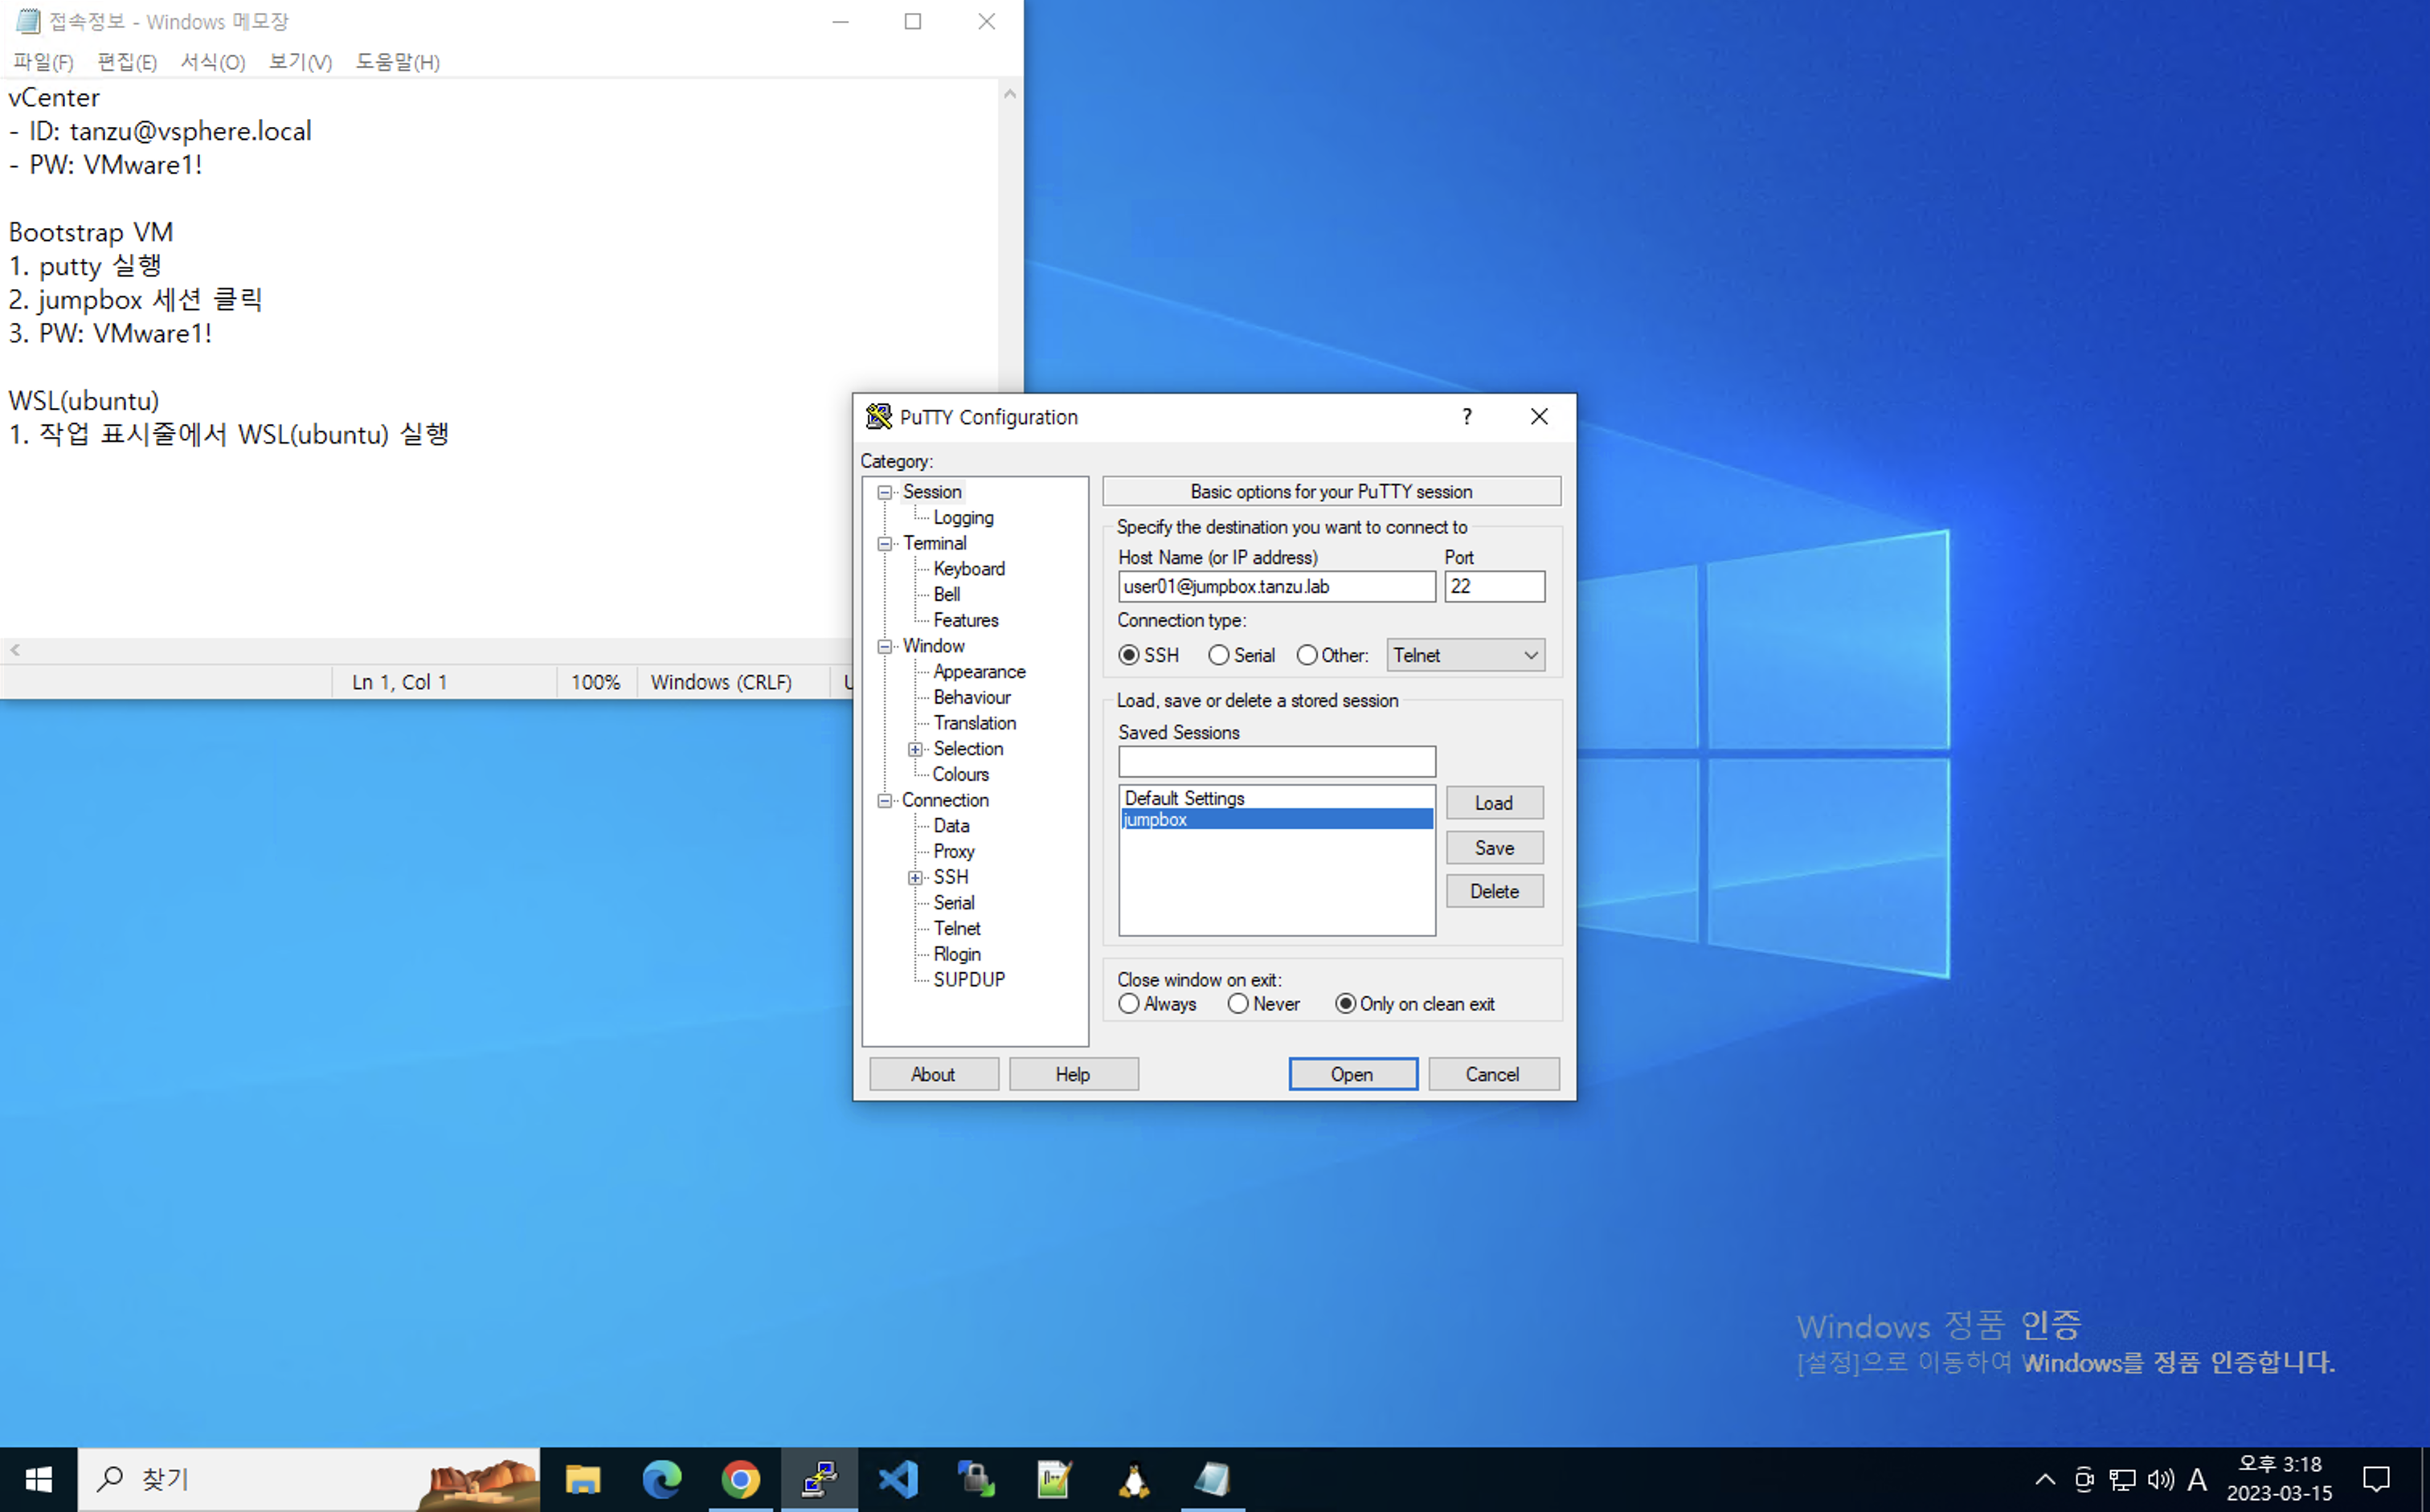 접속정보 - Windows 메모장
파일(F) 편집(E) 서식(O) 보기(V) 도움말(H)
vCenter
- ID: tanzu@vsphere.local
- PW: VMware1!
Bootstrap VM
1. putty 실행
2. jumpbox 세션 클릭
3. PW: VMware1!
WSL(ubuntu)
1. 작업 표시줄에서 WSL(ubuntu) 실행
Ln 1, Col 1 100% Windows (CRLF)
PuTTY Configuration
Category:
Session
Logging
Terminal
Keyboard
Bell
Features
Window
Appearance
Behaviour
Translation
Selection
Colours
Connection
Data
Proxy
SSH
Serial
Telnet
Rlogin
SUPDUP
Basic options for your PuTTY session
Specify the destination you want to connect to
Host Name (or IP address) Port
user01@jumpbox.tanzu.lab 22
Connection type:
SSH Serial Other: Telnet
Load, save or delete a stored session
Saved Sessions
Default Settings
jumpbox
Load
Save
Delete
Close window on exit:
Always Never Only on clean exit
About Help Open Cancel
Windows 정품 인증
[설정]으로 이동하여 Windows를 정품 인증합니다.
찾기
A
오후 3:18
2023-03-15